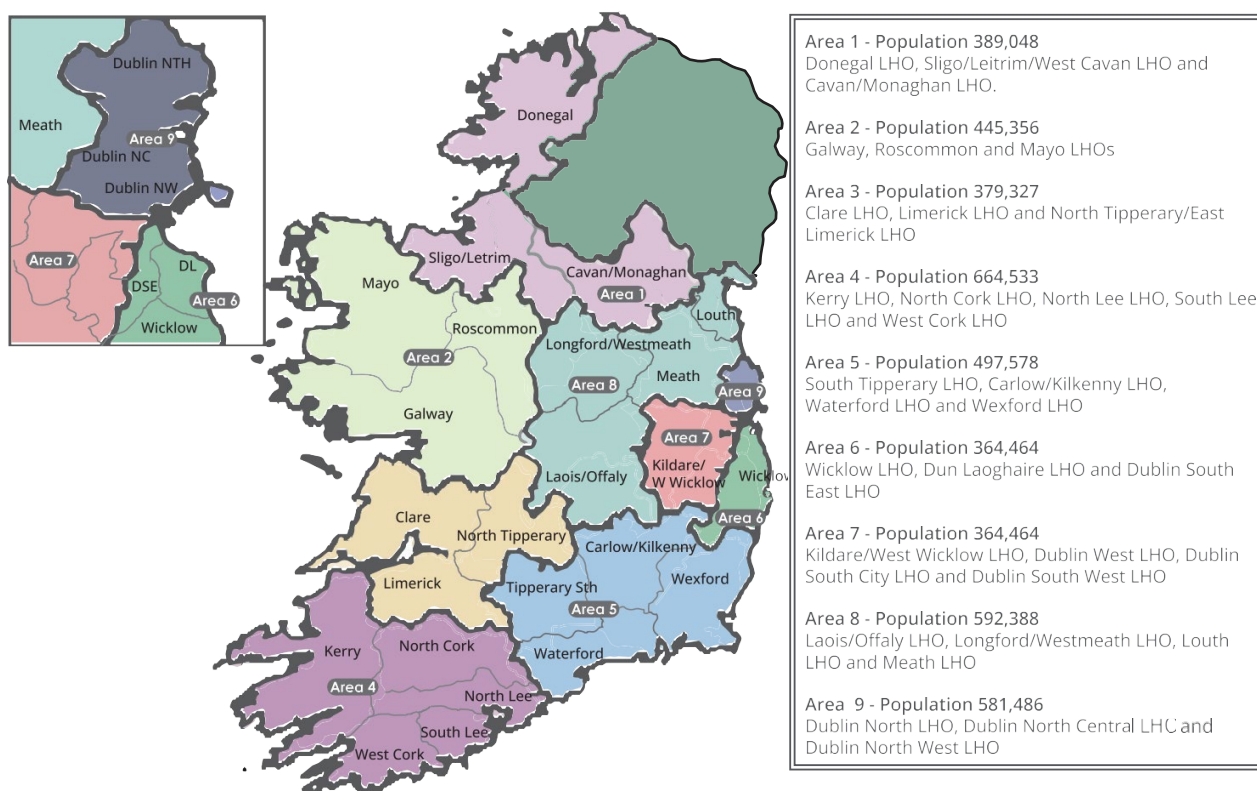 Dublin NTH
Meath
Area 9
Dublin NC
Dublin NW
Area 7
DL
DSE
Area 6
Wicklow
Donegal
Sligo/Letrim
Cavan/Monaghan
Area 1
Mayo
Roscommon
Area 2
Galway
Louth
Longford/Westmeath
Meath
Area 8
Area 9
Area 7
Kildare/
W Wicklow
Laois/Offaly
Wicklow
Area 6
Clare
North Tipperary
Limerick
Carlow/Kilkenny
Tipperary Sth
Wexford
Area 5
Waterford
Kerry
North Cork
Area 4
North Lee
South Lee
West Cork
Area 1 - Population 389,048
Donegal LHO, Sligo/Leitrim/West Cavan LHO and
Cavan/Monaghan LHO.
Area 2 - Population 445,356
Galway, Roscommon and Mayo LHOs
Area 3 - Population 379,327
Clare LHO, Limerick LHO and North Tipperary/East
Limerick LHO
Area 4 - Population 664,533
Kerry LHO, North Cork LHO, North Lee LHO, South Lee
LHO and West Cork LHO
Area 5 - Population 497,578
South Tipperary LHO, Carlow/Kilkenny LHO,
Waterford LHO and Wexford LHO
Area 6 - Population 364,464
Wicklow LHO, Dun Laoghaire LHO and Dublin South
East LHO
Area 7 - Population 364,464
Kildare/West Wicklow LHO, Dublin West LHO, Dublin
South City LHO and Dublin South West LHO
Area 8 - Population 592,388
Laois/Offaly LHO, Longford/Westmeath LHO, Louth
LHO and Meath LHO
Area 9 - Population 581,486
Dublin North LHO, Dublin North Central LHC and
Dublin North West LHO